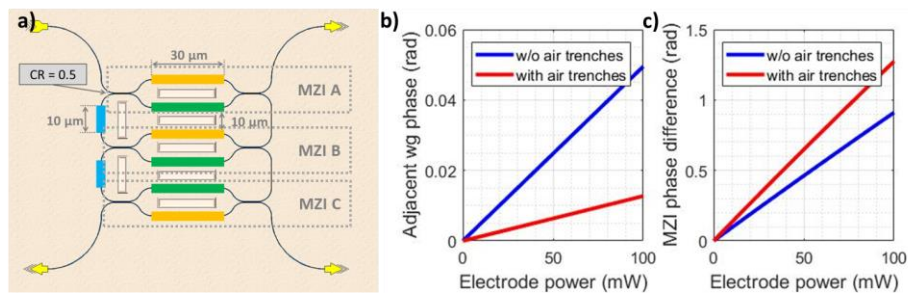 a)
30 µm
CR = 0.5
MZI A
10 µm
10 µm
MZI B
MZI C
b)
0.06
0.04
0.02
0
Adjacent wg phase (rad)
w/o air trenches
with air trenches
0
50
100
Electrode power (mW)
c)
1.5
1
0.5
0
MZI phase difference (rad)
w/o air trenches
with air trenches
0
50
100
Electrode power (mW)